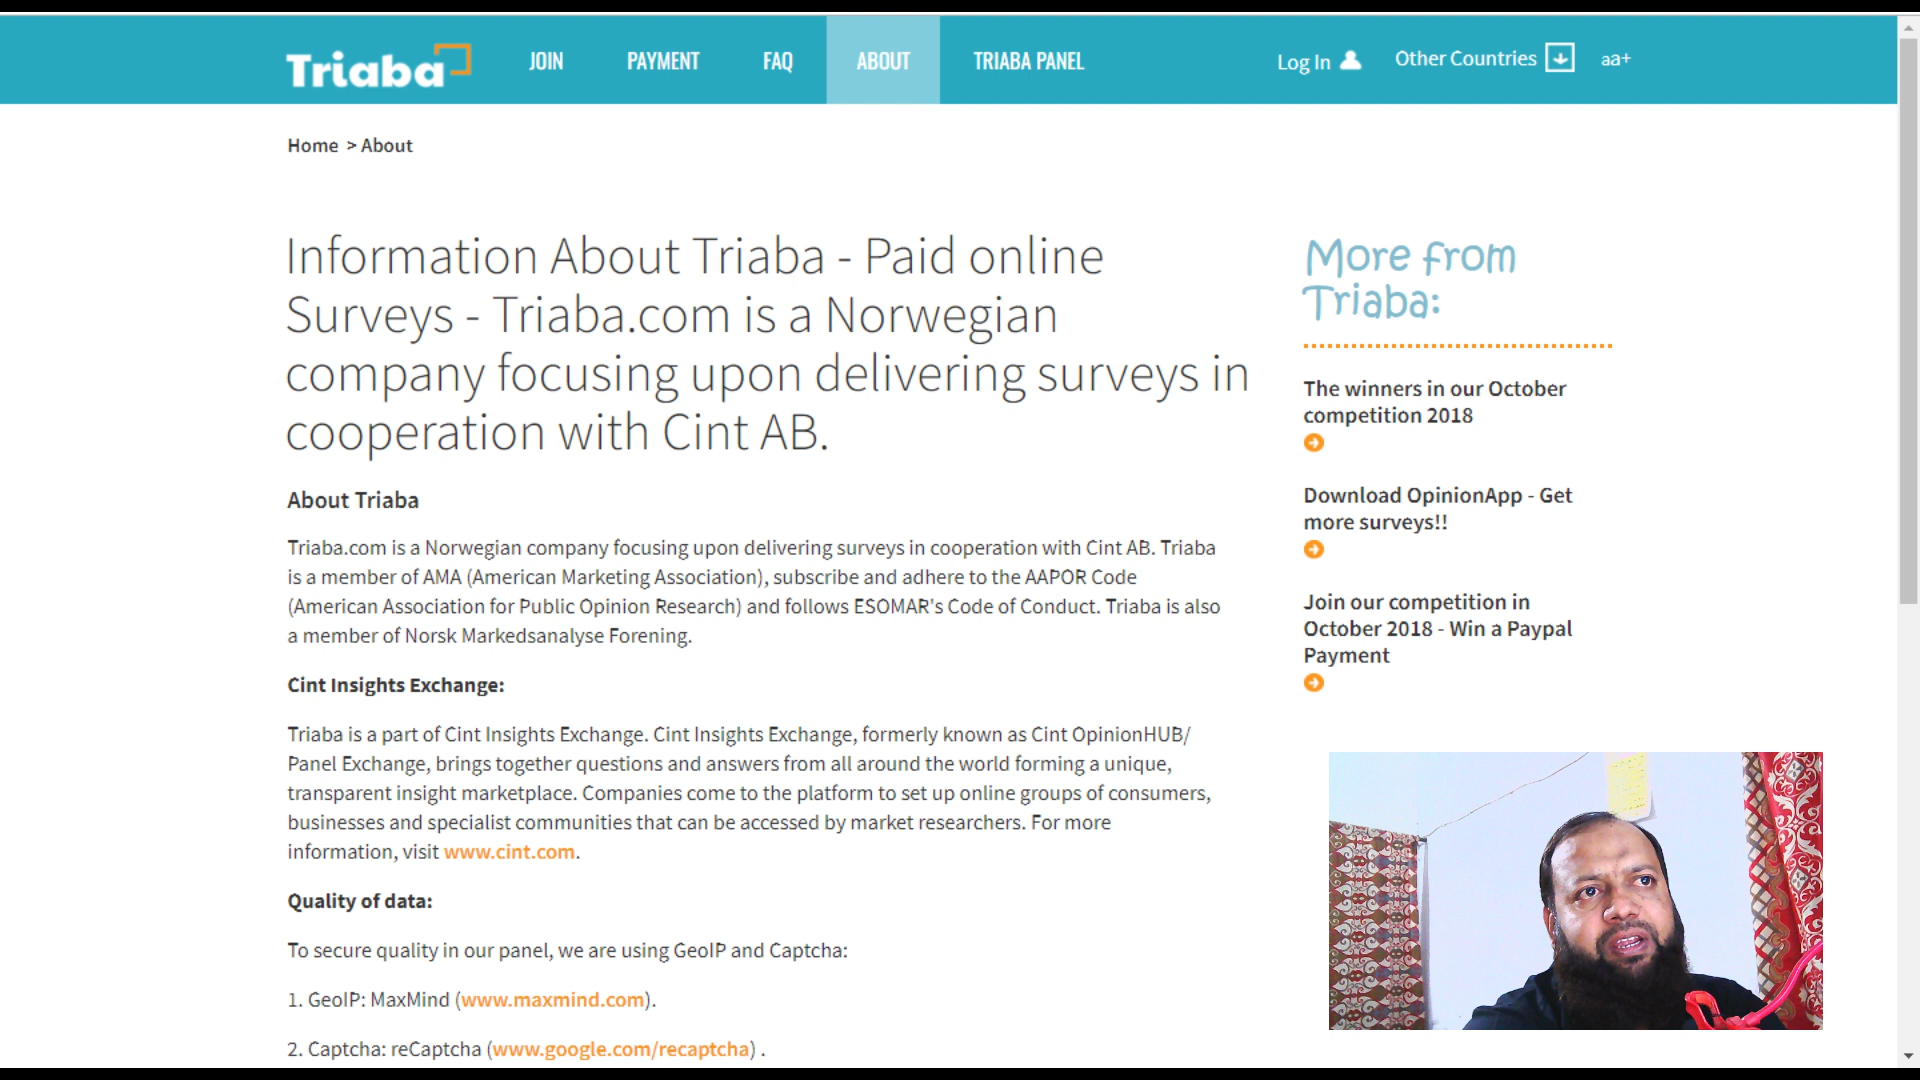 Triaba
JOIN
PAYMENT
FAQ
ABOUT
TRIABA PANEL
Log In
Other Countries
aa+
Home > About
Information About Triaba - Paid online
Surveys - Triaba.com is a Norwegian
company focusing upon delivering surveys in
cooperation with Cint AB.
About Triaba
Triaba.com is a Norwegian company focusing upon delivering surveys in cooperation with Cint AB. Triaba
is a member of AMA (American Marketing Association), subscribe and adhere to the AAPOR Code
(American Association for Public Opinion Research) and follows ESOMAR's Code of Conduct. Triaba is also
a member of Norsk Markedsanalyse Forening.
Cint Insights Exchange:
Triaba is a part of Cint Insights Exchange. Cint Insights Exchange, formerly known as Cint OpinionHUB/
Panel Exchange, brings together questions and answers from all around the world forming a unique,
transparent insight marketplace. Companies come to the platform to set up online groups of consumers,
businesses and specialist communities that can be accessed by market researchers. For more
information, visit www.cint.com.
Quality of data:
To secure quality in our panel, we are using GeoIP and Captcha:
1. GeoIP: MaxMind (www.maxmind.com).
2. Captcha: reCaptcha (www.google.com/recaptcha) .
More from
Triaba:
The winners in our October
competition 2018
Download OpinionApp - Get
more surveys!!
Join our competition in
October 2018 - Win a Paypal
Payment